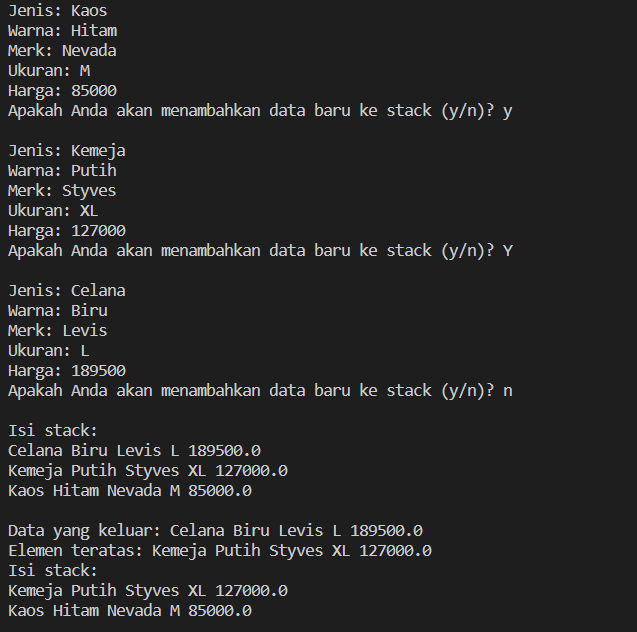 Jenis: Kaos
Warna: Hitam
Merk: Nevada
Ukuran: M
Harga: 85000
Apakah Anda akan menambahkan data baru ke stack (y/n)? y
Jenis: Kemeja
Warna: Putih
Merk: Styves
Ukuran: XL
Harga: 127000
Apakah Anda akan menambahkan data baru ke stack (y/n)? Y
Jenis: Celana
Warna: Biru
Merk: Levis
Ukuran: L
Harga: 189500
Apakah Anda akan menambahkan data baru ke stack (y/n)? n
Isi stack:
Celana Biru Levis L 189500.0
Kemeja Putih Styves XL 127000.0
Kaos Hitam Nevada M 85000.0
Data yang keluar: Celana Biru Levis L 189500.0
Elemen teratas: Kemeja Putih Styves XL 127000.0
Isi stack:
Kemeja Putih Styves XL 127000.0
Kaos Hitam Nevada M 85000.0